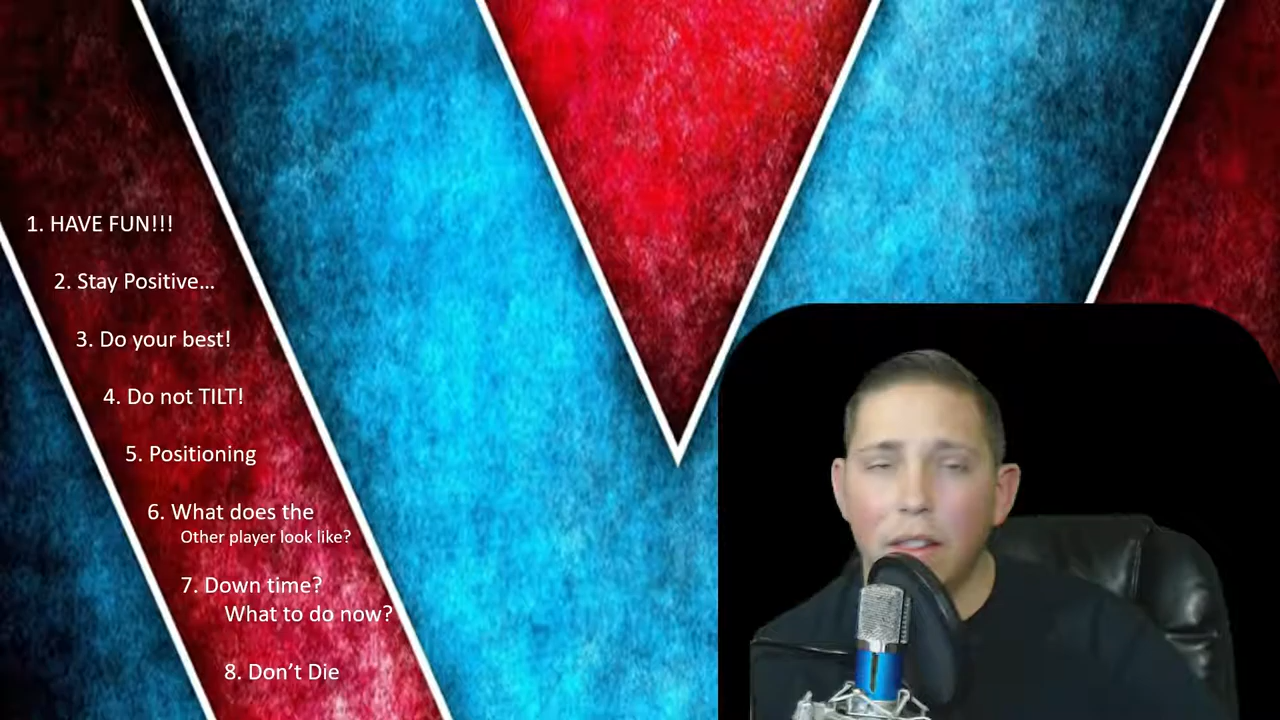 1. HAVE FUN!!!
2. Stay Positive...
3. Do your best!
4. Do not TILT!
5. Positioning
6. What does the
Other player look like?
7. Down time?
What to do now?
8. Don't Die